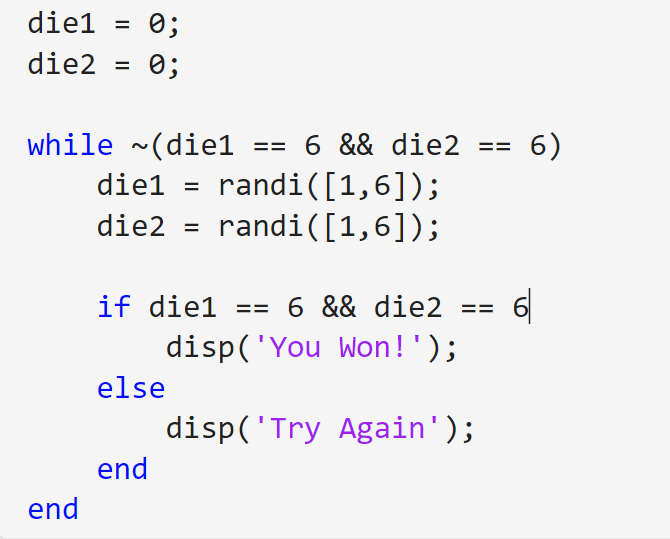 die1 = 0;
die2 = 0;
while ~(die1 == 6 && die2 == 6)
die1 = randi([1,6]);
die2 = randi([1,6]);
if die1 == 6 && die2 == 6
disp('You Won!');
else
disp('Try Again');
end
end